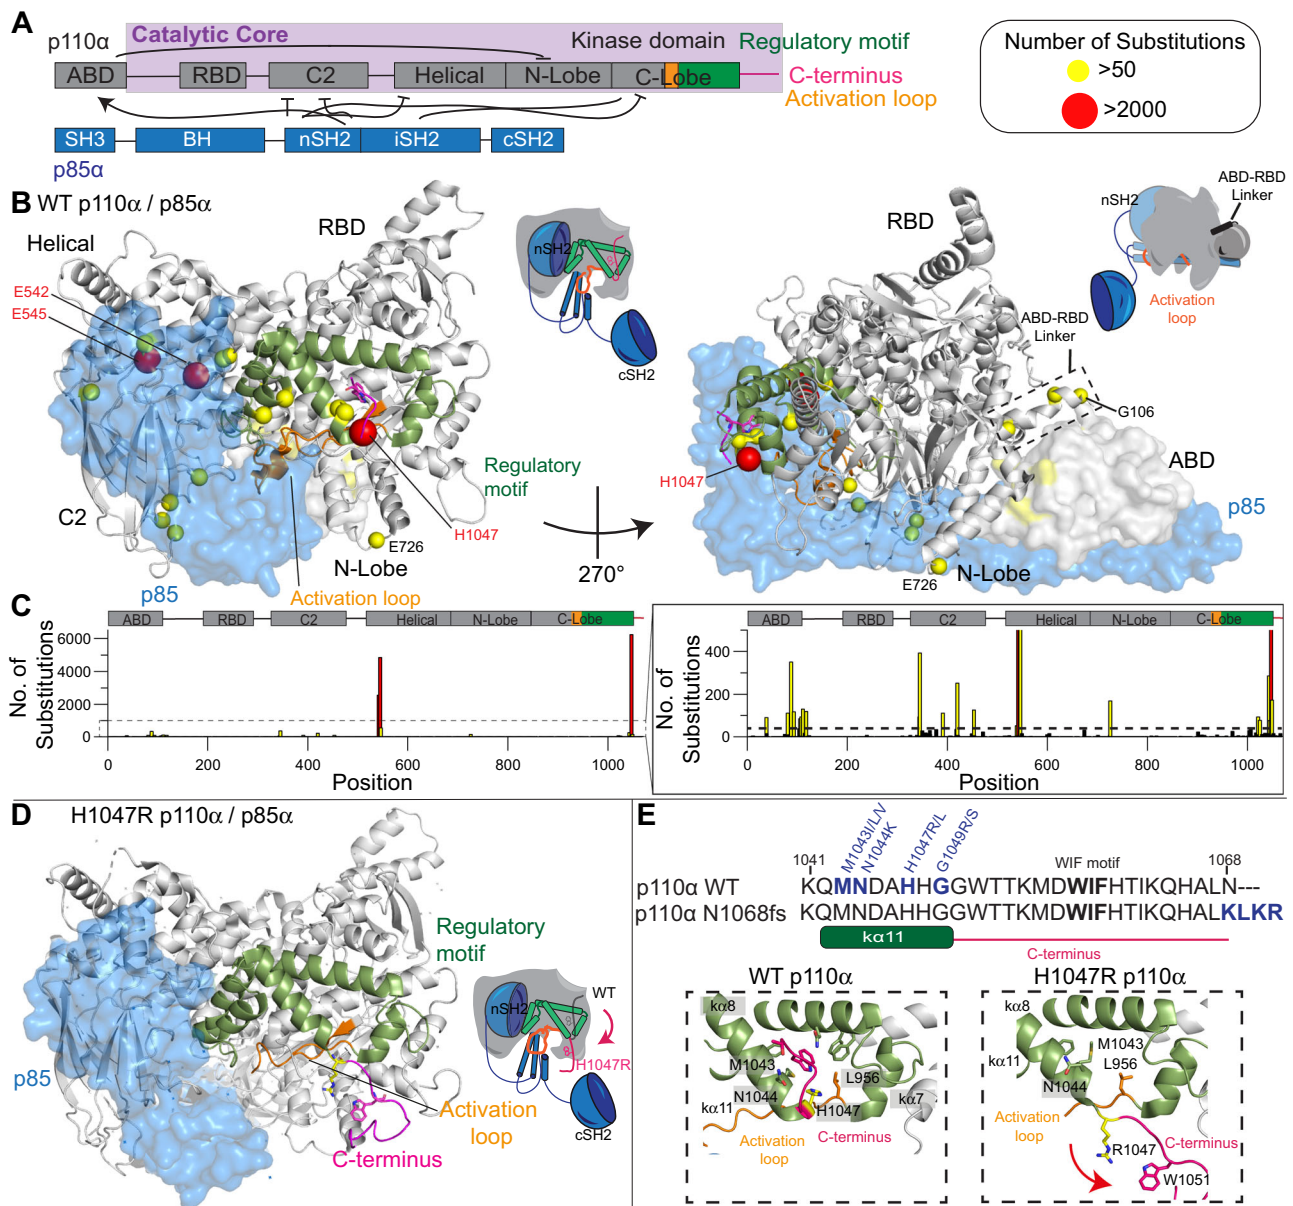 A
p110α
Catalytic Core
Kinase domain
Regulatory motif
ABD
RBD
C2
Helical
N-Lobe
C-Lobe
C-terminus
Activation loop
SH3
BH
nSH2
iSH2
cSH2
p85α
Number of Substitutions
>50
>2000
B WT p110α / p85α
Helical
RBD
E542
E545
nSH2
cSH2
C2
Regulatory
motif
H1047
E726
N-Lobe
p85
Activation loop
270°
RBD
nSH2
ABD-RBD
Linker
Activation
loop
ABD-RBD
Linker
G106
ABD
H1047
p85
E726
N-Lobe
C
ABD
RBD
C2
Helical
N-Lobe
C-Lobe
No. of
Substitutions
6000
4000
2000
0
0 200 400 600 800 1000
Position
ABD
RBD
C2
Helical
N-Lobe
C-Lobe
No. of
Substitutions
400
200
0
0 200 400 600 800 1000
Position
D H1047R p110α / p85α
Regulatory
motif
p85
nSH2
WT
H1047R
cSH2
Activation
loop
C-terminus
E
M1043I/L/V
N1044K
H1047R/L
G1049R/S
1041
WIF motif
1068
p110α WT KQMNDAHHGGWTTKMDWIFHTIKQHALN---
p110α N1068fs KQMNDAHHGGWTTKMDWIFHTIKQHALKLKR
kα11
C-terminus
WT p110α
kα8
M1043
N1044
L956
kα11
H1047
kα7
Activation
loop
C-terminus
H1047R p110α
kα8
M1043
kα11
L956
N1044
Activation
loop
C-terminus
R1047
W1051